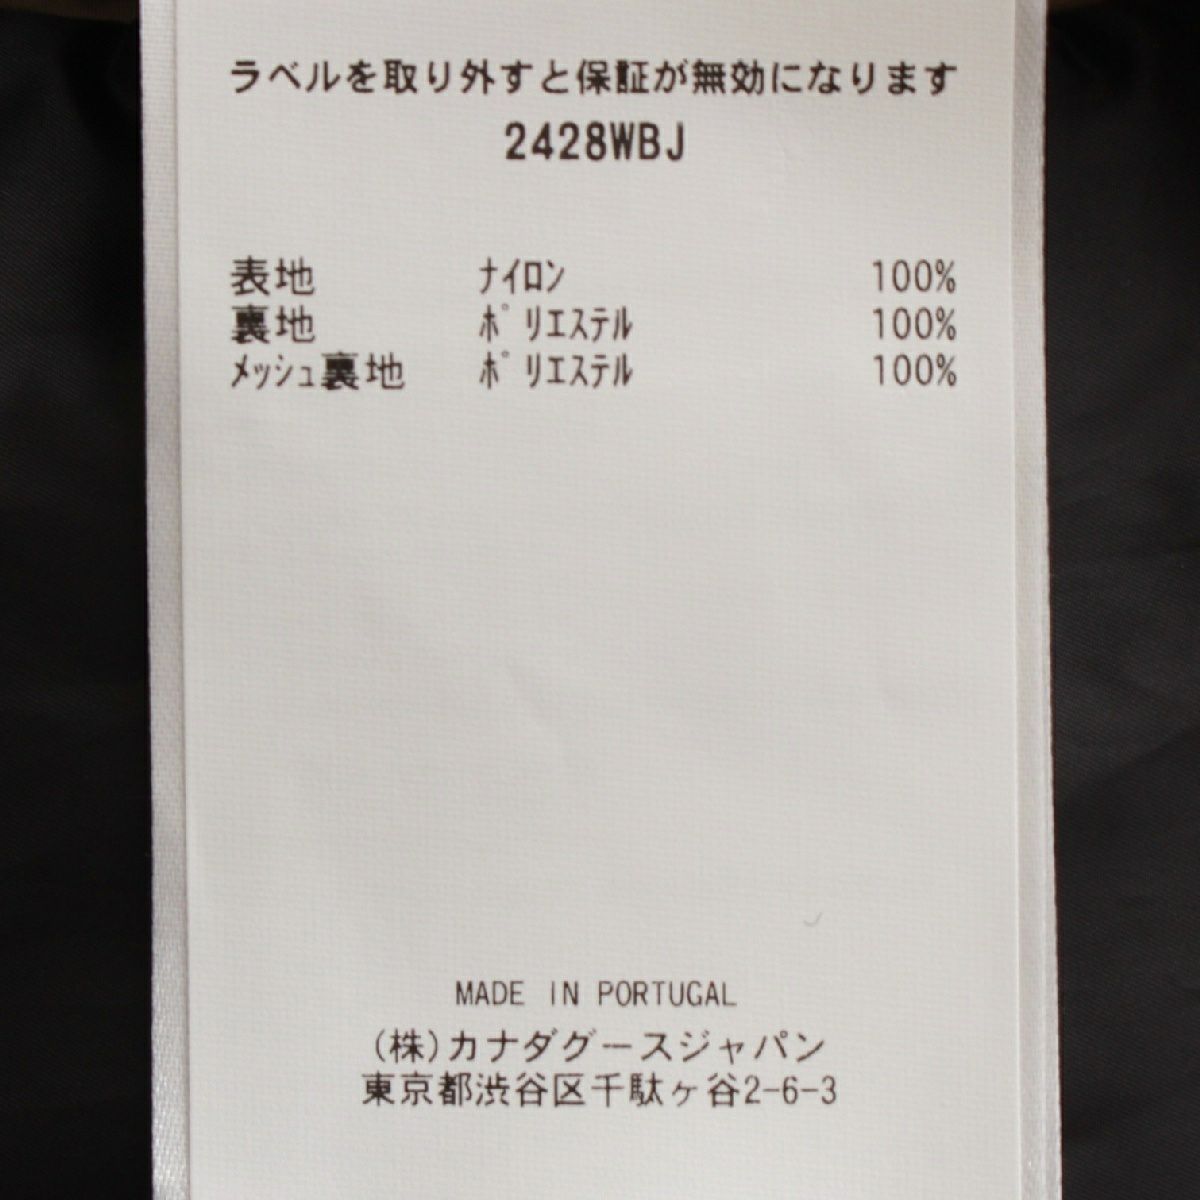 ラベルを取り外すと保証が無効になります
2428WBJ
表地 ﾅｲﾛﾝ 100%
裏地 ﾎﾟﾘｴｽﾃﾙ 100%
ﾒｯｼｭ裏地 ﾎﾟﾘｴｽﾃﾙ 100%
MADE IN PORTUGAL
(株)カナダグースジャパン
東京都渋谷区千駄ヶ谷2-6-3